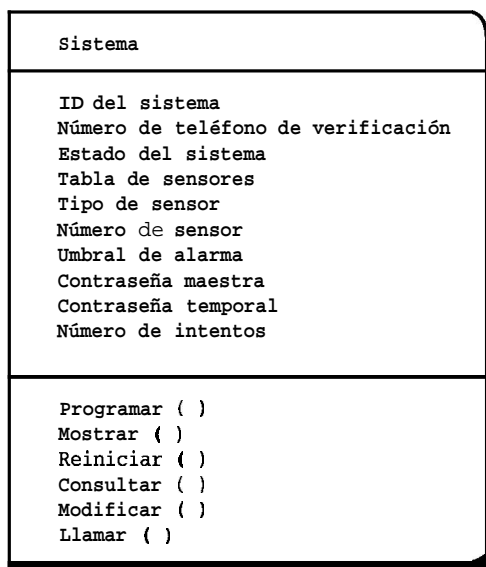 Sistema
ID del sistema
Número de teléfono de verificación
Estado del sistema
Tabla de sensores
Tipo de sensor
Número de sensor
Umbral de alarma
Contraseña maestra
Contraseña temporal
Número de intentos
Programar ( )
Mostrar ( )
Reiniciar ( )
Consultar ( )
Modificar ( )
Llamar ( )